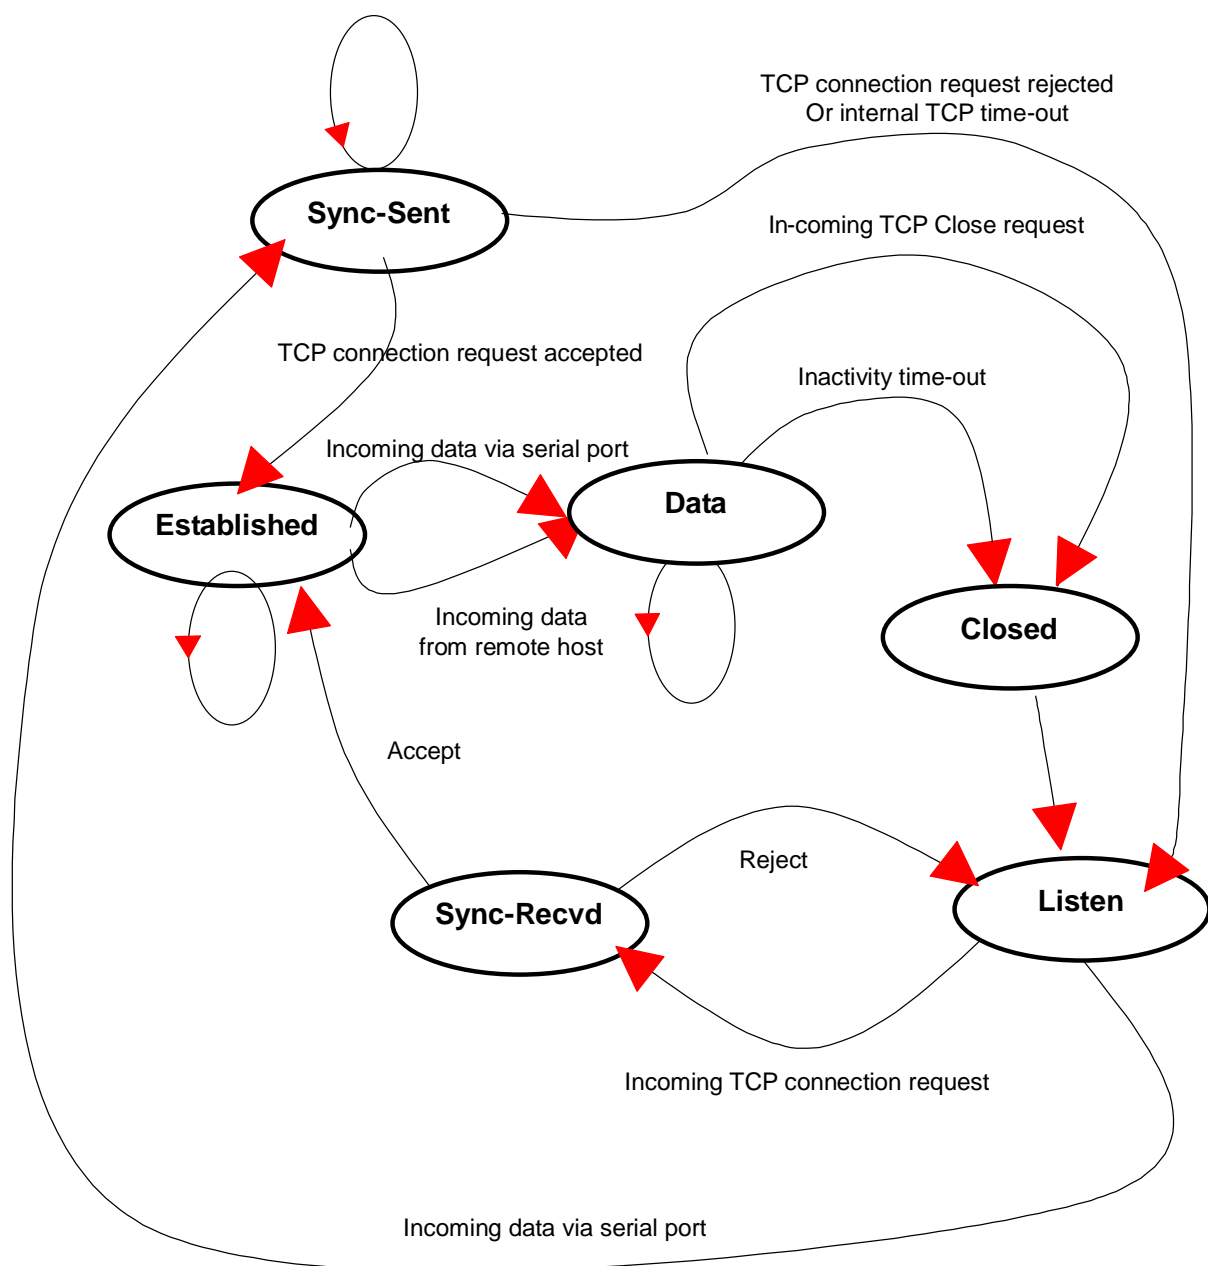 TCP connection request rejected
Or internal TCP time-out
Sync-Sent
In-coming TCP Close request
TCP connection request accepted
Inactivity time-out
Incoming data via serial port
Data
Established
Incoming data
from remote host
Closed
Accept
Reject
Listen
Sync-Recvd
Incoming TCP connection request
Incoming data via serial port